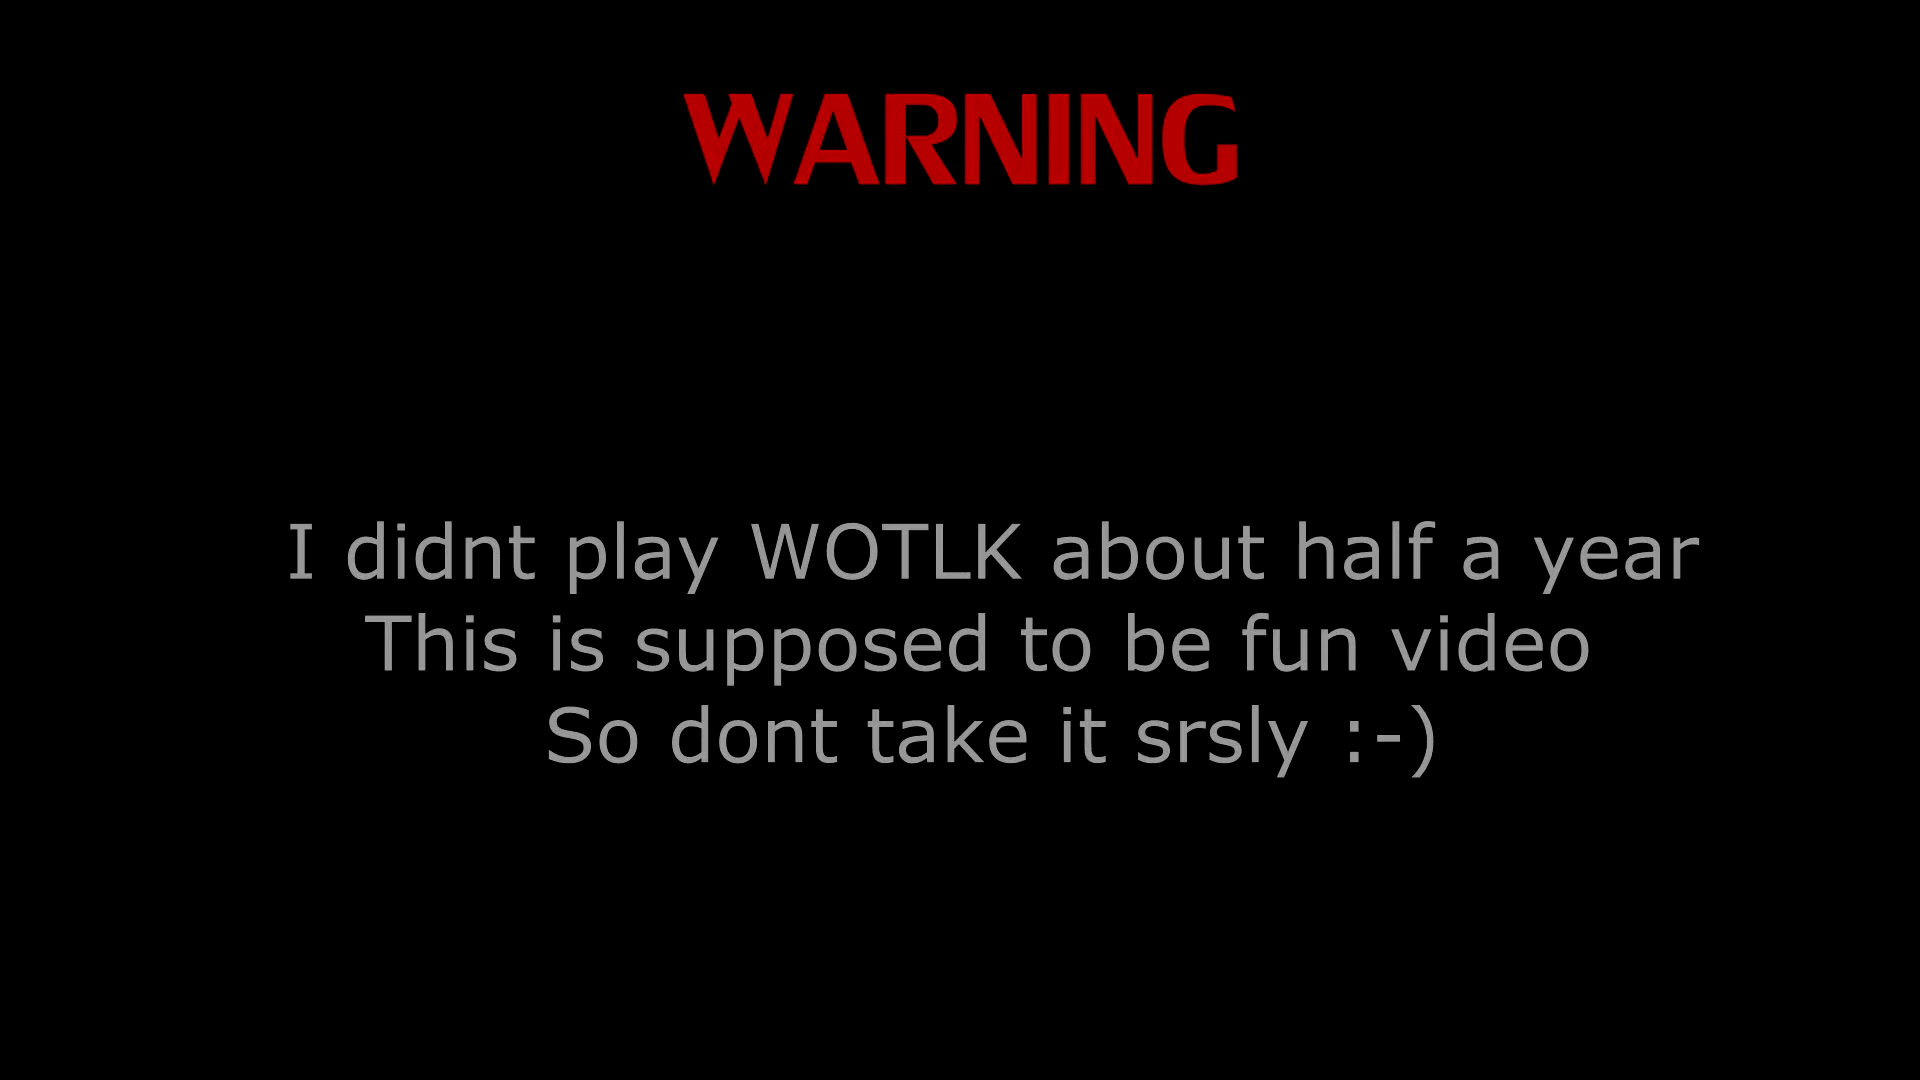 WARNING
I didnt play WOTLK about half a year
This is supposed to be fun video
So dont take it srsly :-)